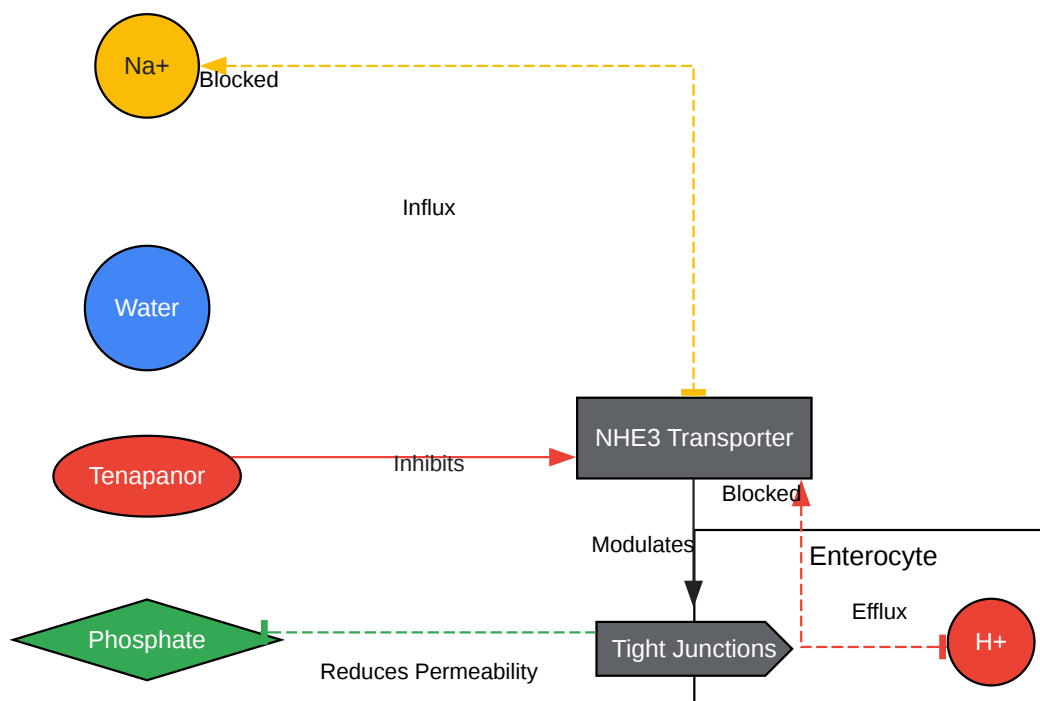 Na+
Blocked
Influx
Water
NHE3 Transporter
Tenapanor
Inhibits
Blocked
Modulates
Enterocyte
Efflux
Phosphate
Reduces Permeability
Tight Junctions
H+